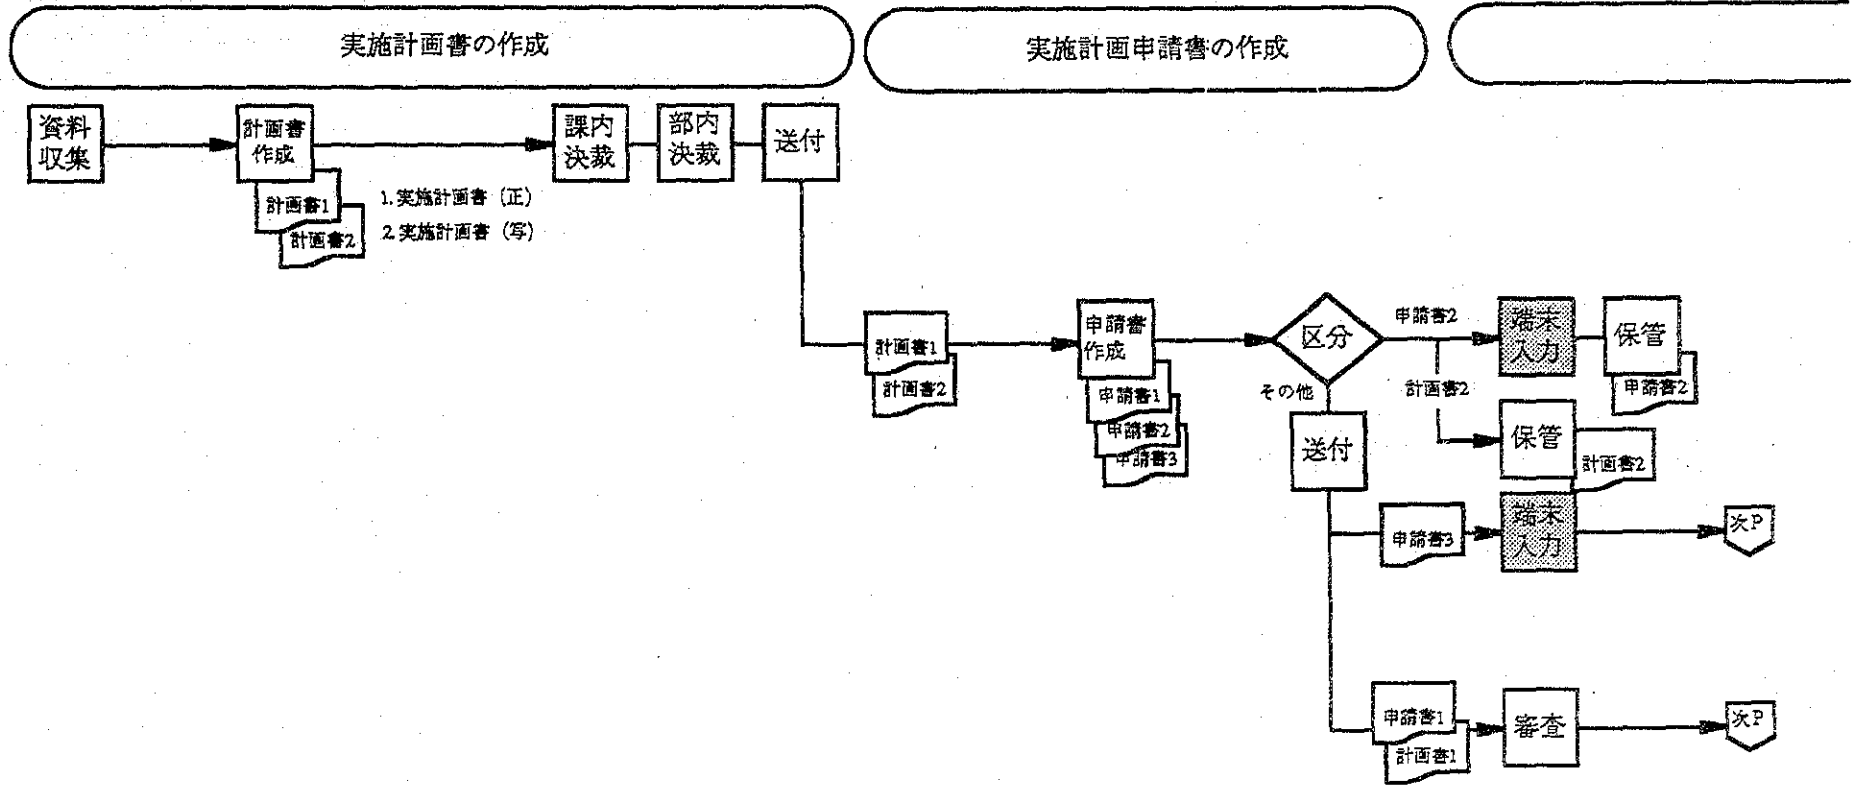 実施計画書の作成
実施計画申請書の作成
資料
収集
計画書
作成
課内
決裁
部内
決裁
送付
計画書1
計画書2
1.実施計画書（正）
2.実施計画書（写）
計画書1
計画書2
申請書
作成
申請書1
申請書2
申請書3
区分
申請書2
計画書2
その他
端末
入力
保管
申請書2
保管
計画書2
送付
申請書3
端末
入力
次P
申請書1
計画書1
審査
次P